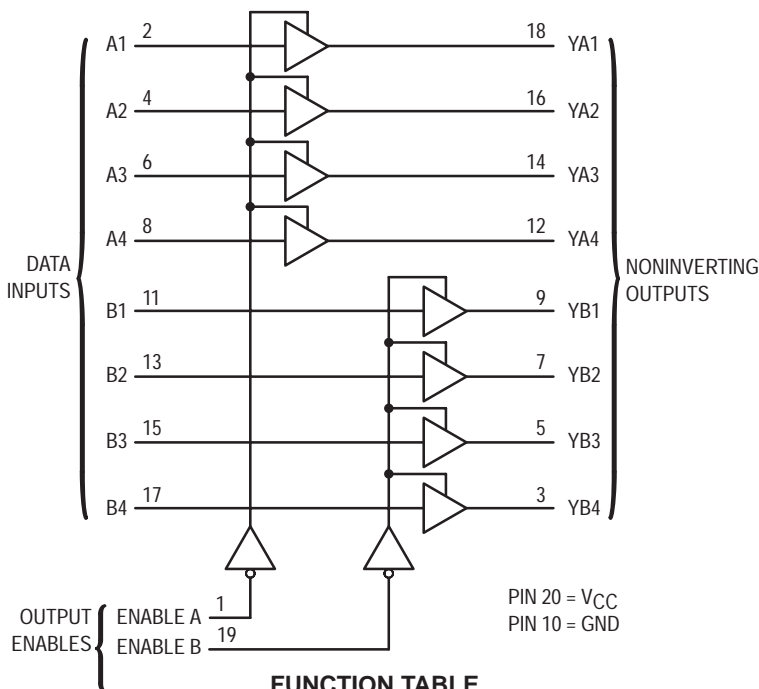 A1 2 18 YA1
A2 4 16 YA2
A3 6 14 YA3
A4 8 12 YA4
DATA
INPUTS
NONINVERTING
OUTPUTS
B1 11 9 YB1
B2 13 7 YB2
B3 15 5 YB3
B4 17 3 YB4
OUTPUT
ENABLES
ENABLE A 1
ENABLE B 19
PIN 20 = VCC
PIN 10 = GND
FUNCTION TABLE